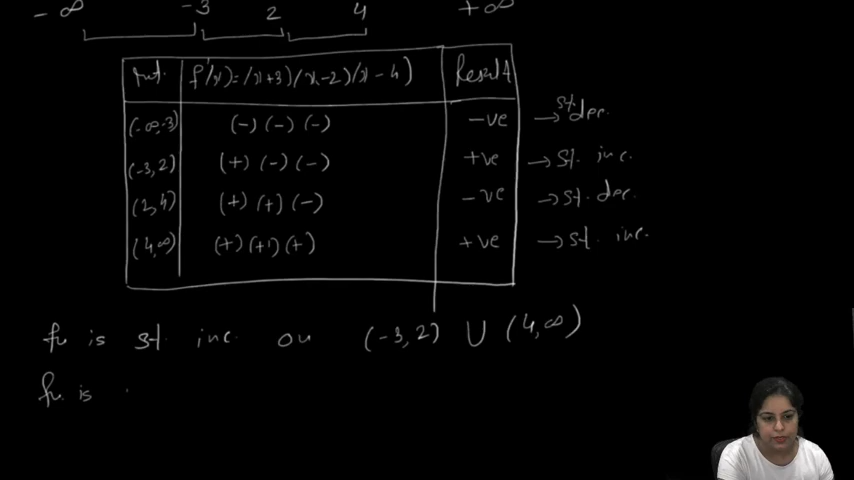 - ∞ -3 2 4 +∞
Int. f'(x)=(x+3)(x-2)(x-4) Result
(-∞,-3) (-) (-) (-) -ve → st. dec.
(-3,2) (+) (-) (-) +ve → st. inc.
(2,4) (+) (+) (-) -ve → st. dec.
(4,∞) (+) (+) (+) +ve → st. inc.
fn is st. inc. on (-3,2) ∪ (4,∞)
fn. is